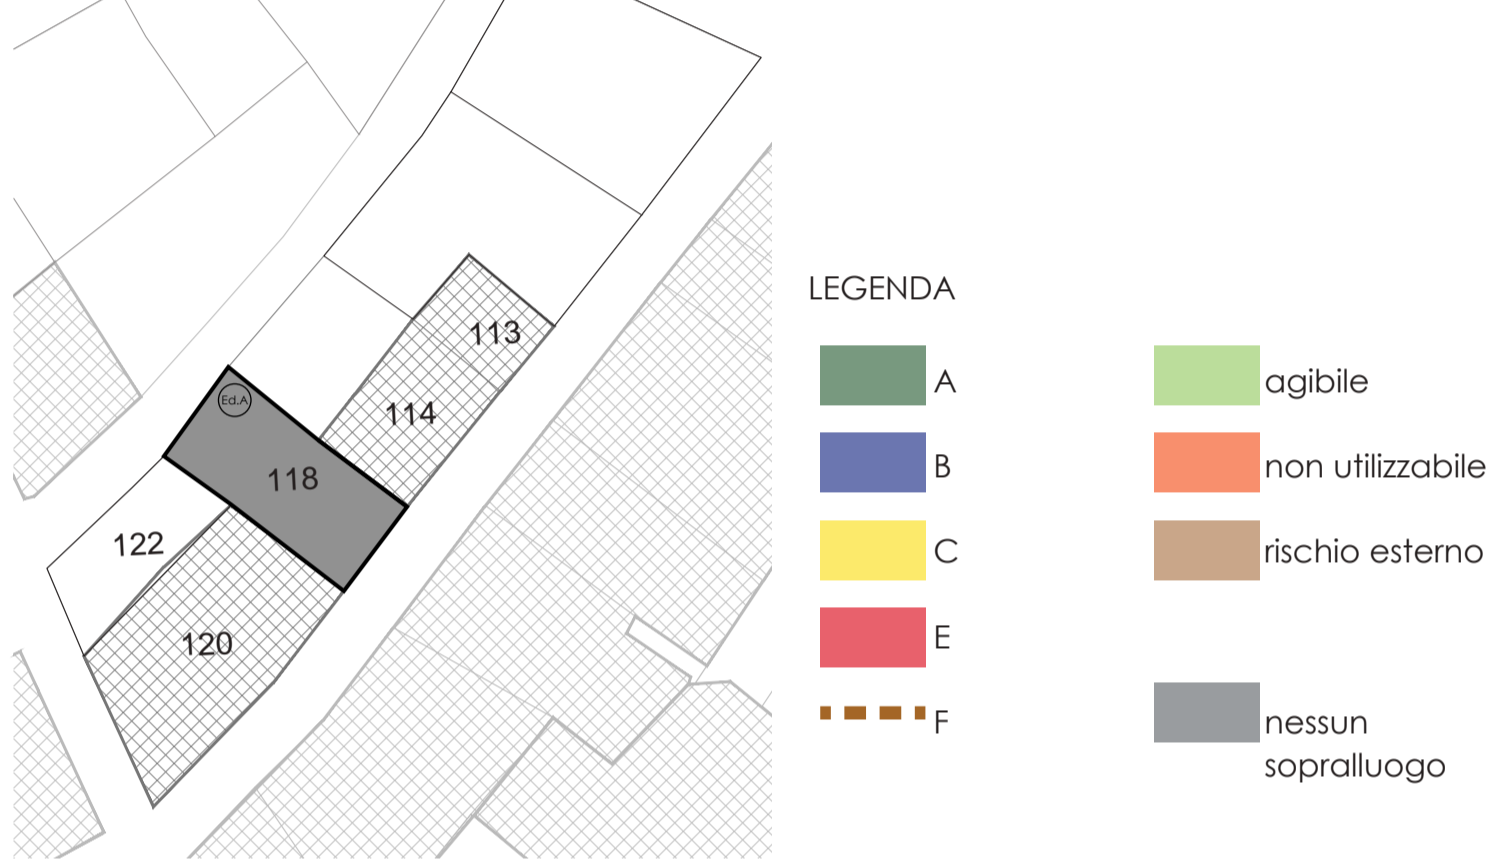 113
114
Ed.A
118
122
120
LEGENDA
A
B
C
E
F
agibile
non utilizzabile
rischio esterno
nessun
sopralluogo